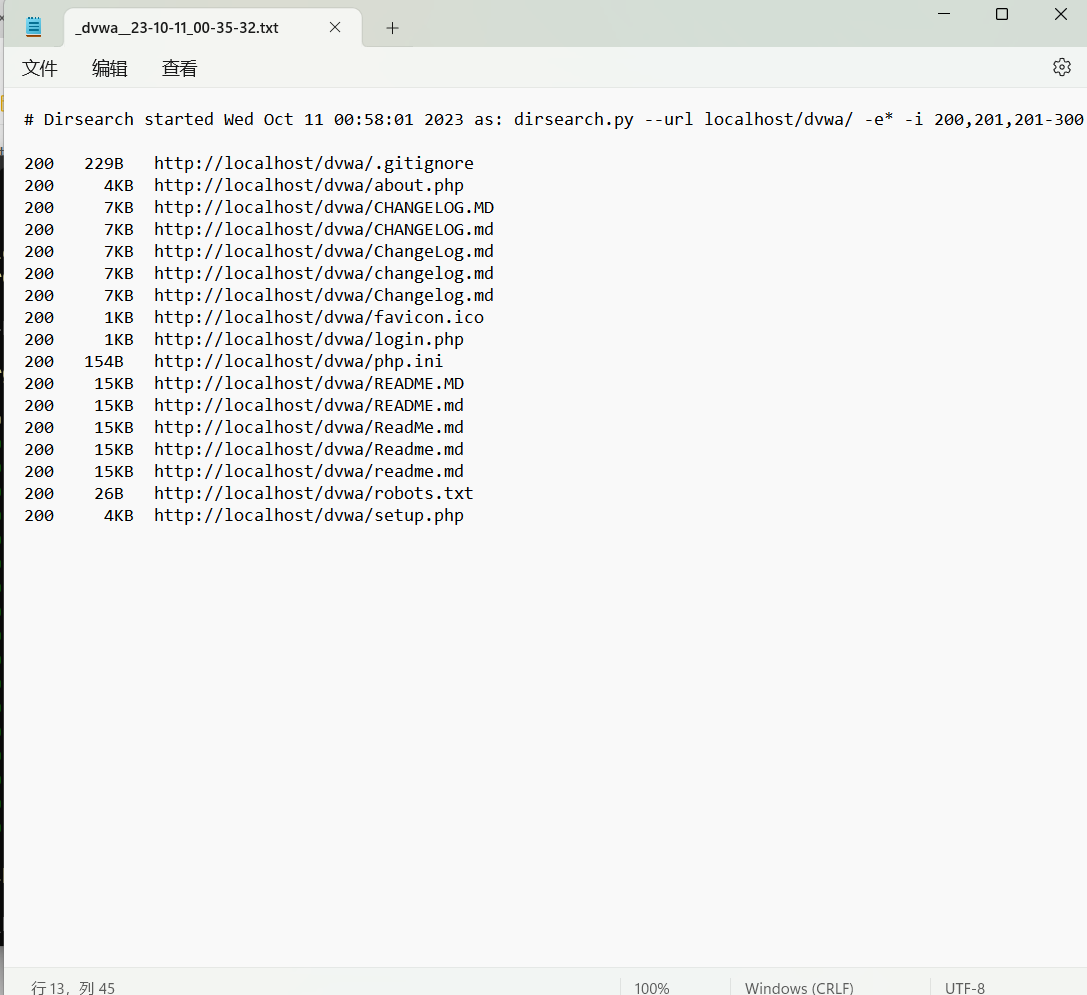 _dvwa__23-10-11_00-35-32.txt
文件 编辑 查看
# Dirsearch started Wed Oct 11 00:58:01 2023 as: dirsearch.py --url localhost/dvwa/ -e* -i 200,201,201-300
200 229B http://localhost/dvwa/.gitignore
200 4KB http://localhost/dvwa/about.php
200 7KB http://localhost/dvwa/CHANGELOG.MD
200 7KB http://localhost/dvwa/CHANGELOG.md
200 7KB http://localhost/dvwa/ChangeLog.md
200 7KB http://localhost/dvwa/changelog.md
200 7KB http://localhost/dvwa/Changelog.md
200 1KB http://localhost/dvwa/favicon.ico
200 1KB http://localhost/dvwa/login.php
200 154B http://localhost/dvwa/php.ini
200 15KB http://localhost/dvwa/README.MD
200 15KB http://localhost/dvwa/README.md
200 15KB http://localhost/dvwa/ReadMe.md
200 15KB http://localhost/dvwa/Readme.md
200 15KB http://localhost/dvwa/readme.md
200 26B http://localhost/dvwa/robots.txt
200 4KB http://localhost/dvwa/setup.php
行 13，列 45 100% Windows (CRLF) UTF-8